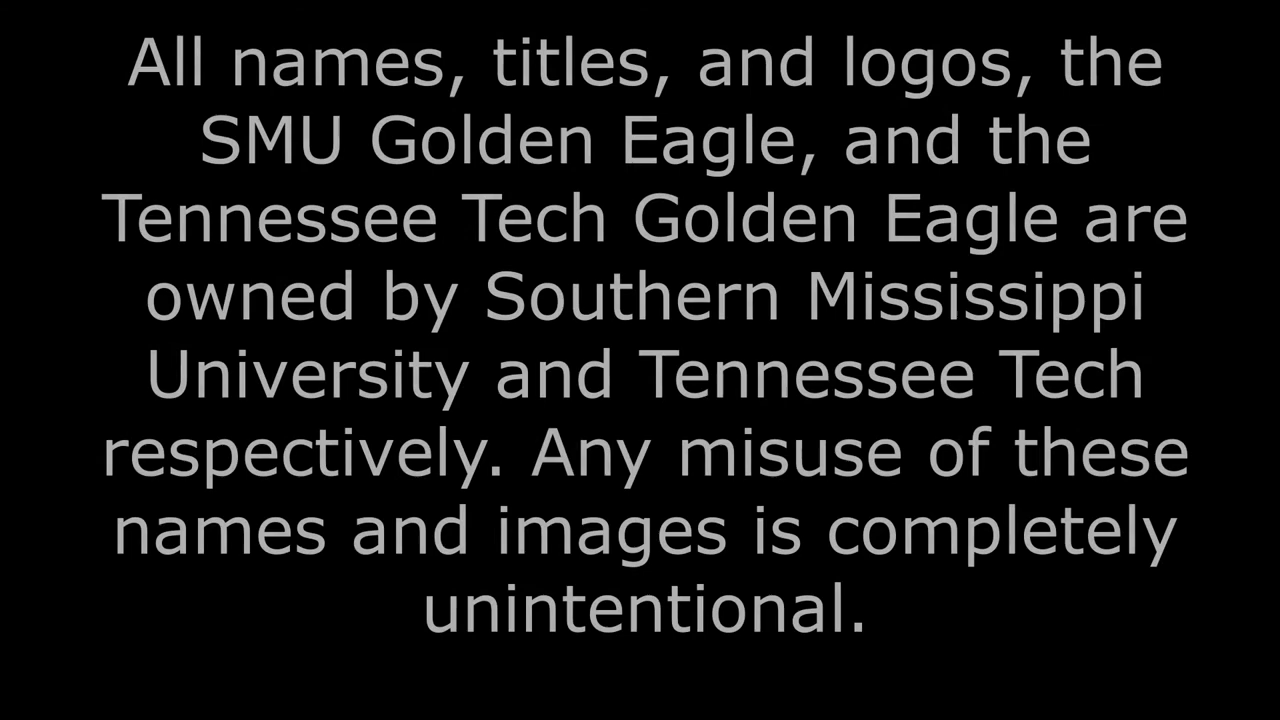 All names, titles, and logos, the
SMU Golden Eagle, and the
Tennessee Tech Golden Eagle are
owned by Southern Mississippi
University and Tennessee Tech
respectively. Any misuse of these
names and images is completely
unintentional.